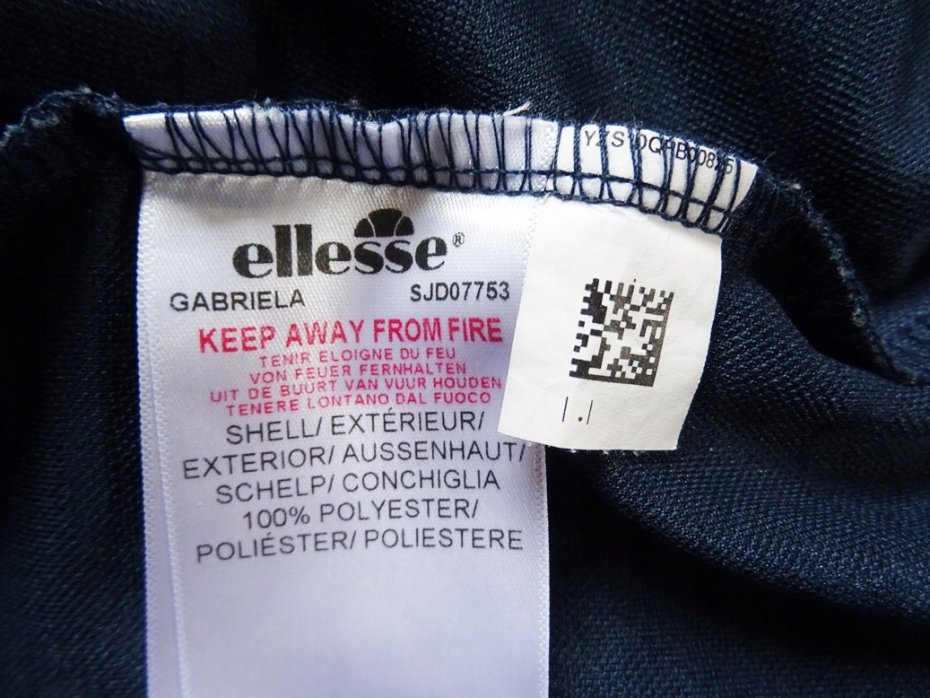 ellesse®
GABRIELA SJD07753
KEEP AWAY FROM FIRE
TENIR ELOIGNE DU FEU
VON FEUER FERNHALTEN
UIT DE BUURT VAN VUUR HOUDEN
TENERE LONTANO DAL FUOCO
SHELL/ EXTÉRIEUR/
EXTERIOR/ AUSSENHAUT/
SCHELP/ CONCHIGLIA
100% POLYESTER/
POLIÉSTER/ POLIESTERE